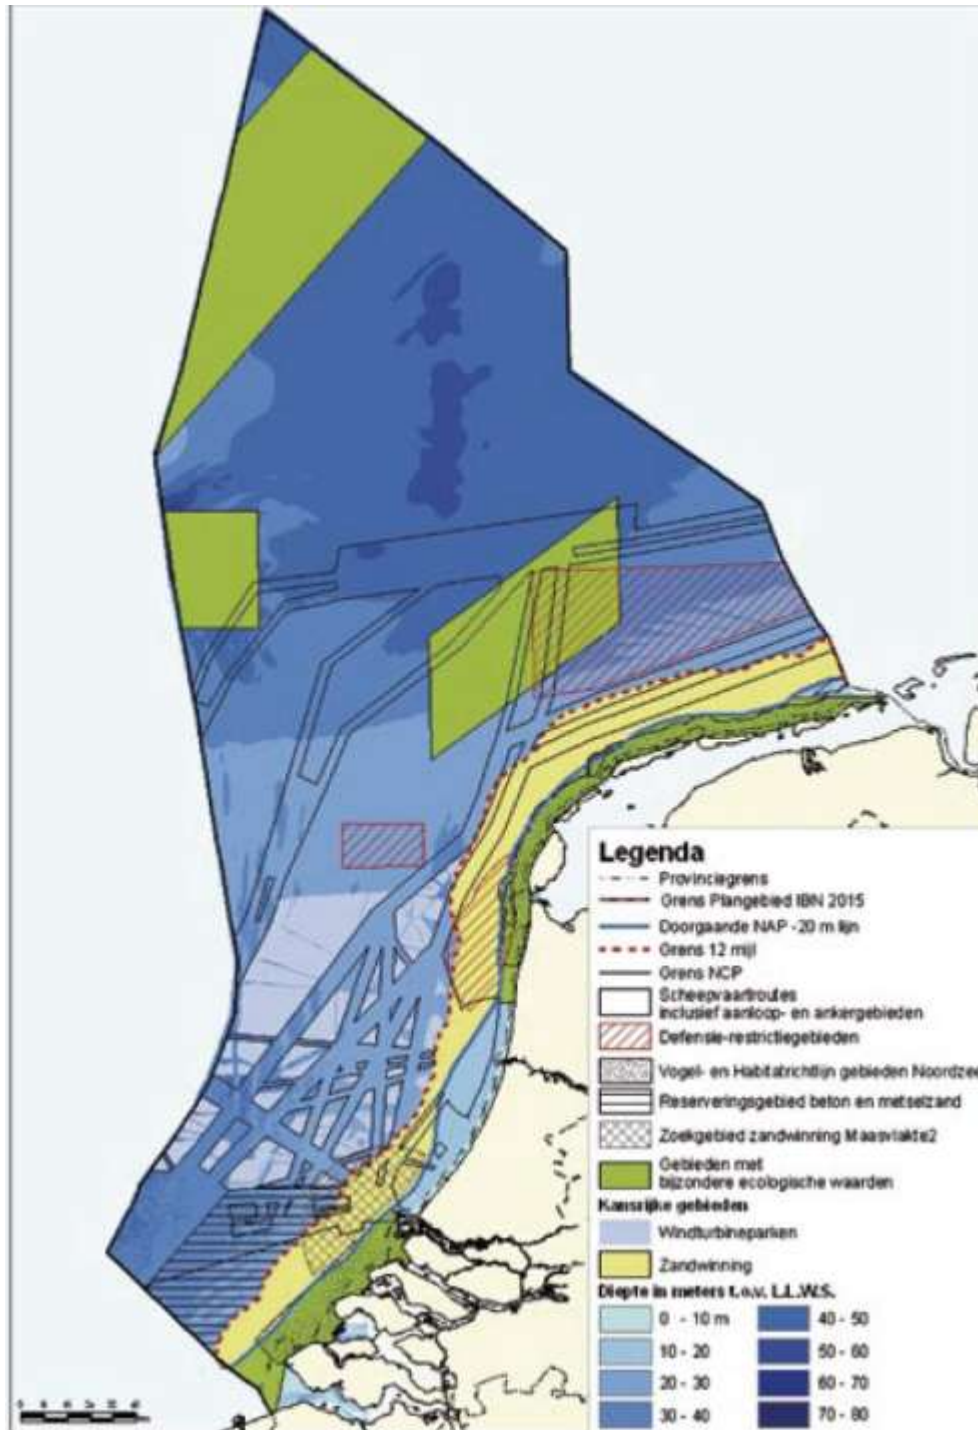 Legenda
Provinciegrens
Grens Plangebied IBN 2015
Doorgaande NAP -20 m lijn
Grens 12 mijl
Grens NCP
Scheepvaartroutes
inclusief aanloop- en ankergebieden
Defensie-restrictiegebieden
Vogel- en Habitatrichtlijn gebieden Noordzee
Reserveringsgebied beton en metselzand
Zoekgebied zandwinning Maasvlakte2
Gebieden met
bijzondere ecologische waarden
Kansrijke gebieden
Windturbineparken
Zandwinning
Diepte in meters t.o.v. L.L.W.S.
0 - 10 m
10 - 20
20 - 30
30 - 40
40 - 50
50 - 60
60 - 70
70 - 80